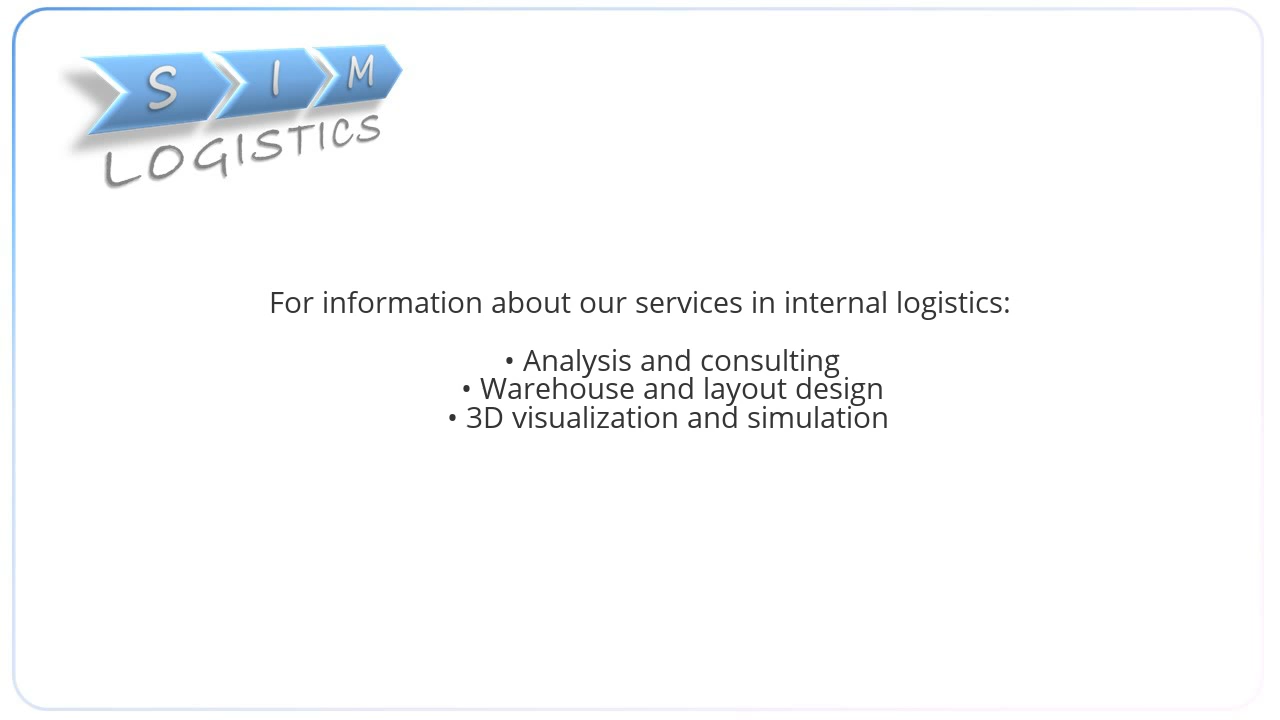 S I M
LOGISTICS
For information about our services in internal logistics:
• Analysis and consulting
• Warehouse and layout design
• 3D visualization and simulation